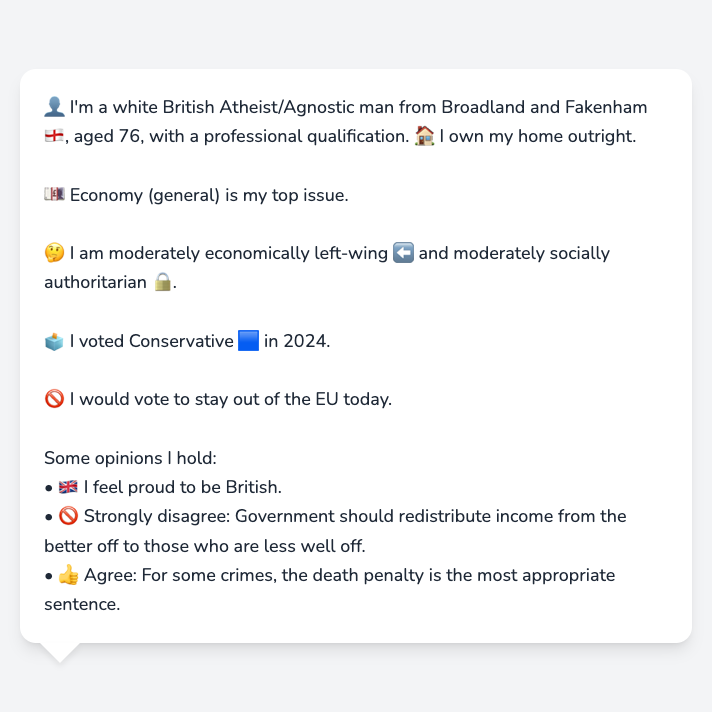 👤 I'm a white British Atheist/Agnostic man from Broadland and Fakenham
🏴󠁧󠁢󠁥󠁮󠁧󠁿, aged 76, with a professional qualification. 🏠 I own my home outright.
💷 Economy (general) is my top issue.
🤔 I am moderately economically left-wing ⬅️ and moderately socially
authoritarian 🔒.
🗳️ I voted Conservative 🟦 in 2024.
🚫 I would vote to stay out of the EU today.
Some opinions I hold:
• 🇬🇧 I feel proud to be British.
• 🚫 Strongly disagree: Government should redistribute income from the
better off to those who are less well off.
• 👍 Agree: For some crimes, the death penalty is the most appropriate
sentence.